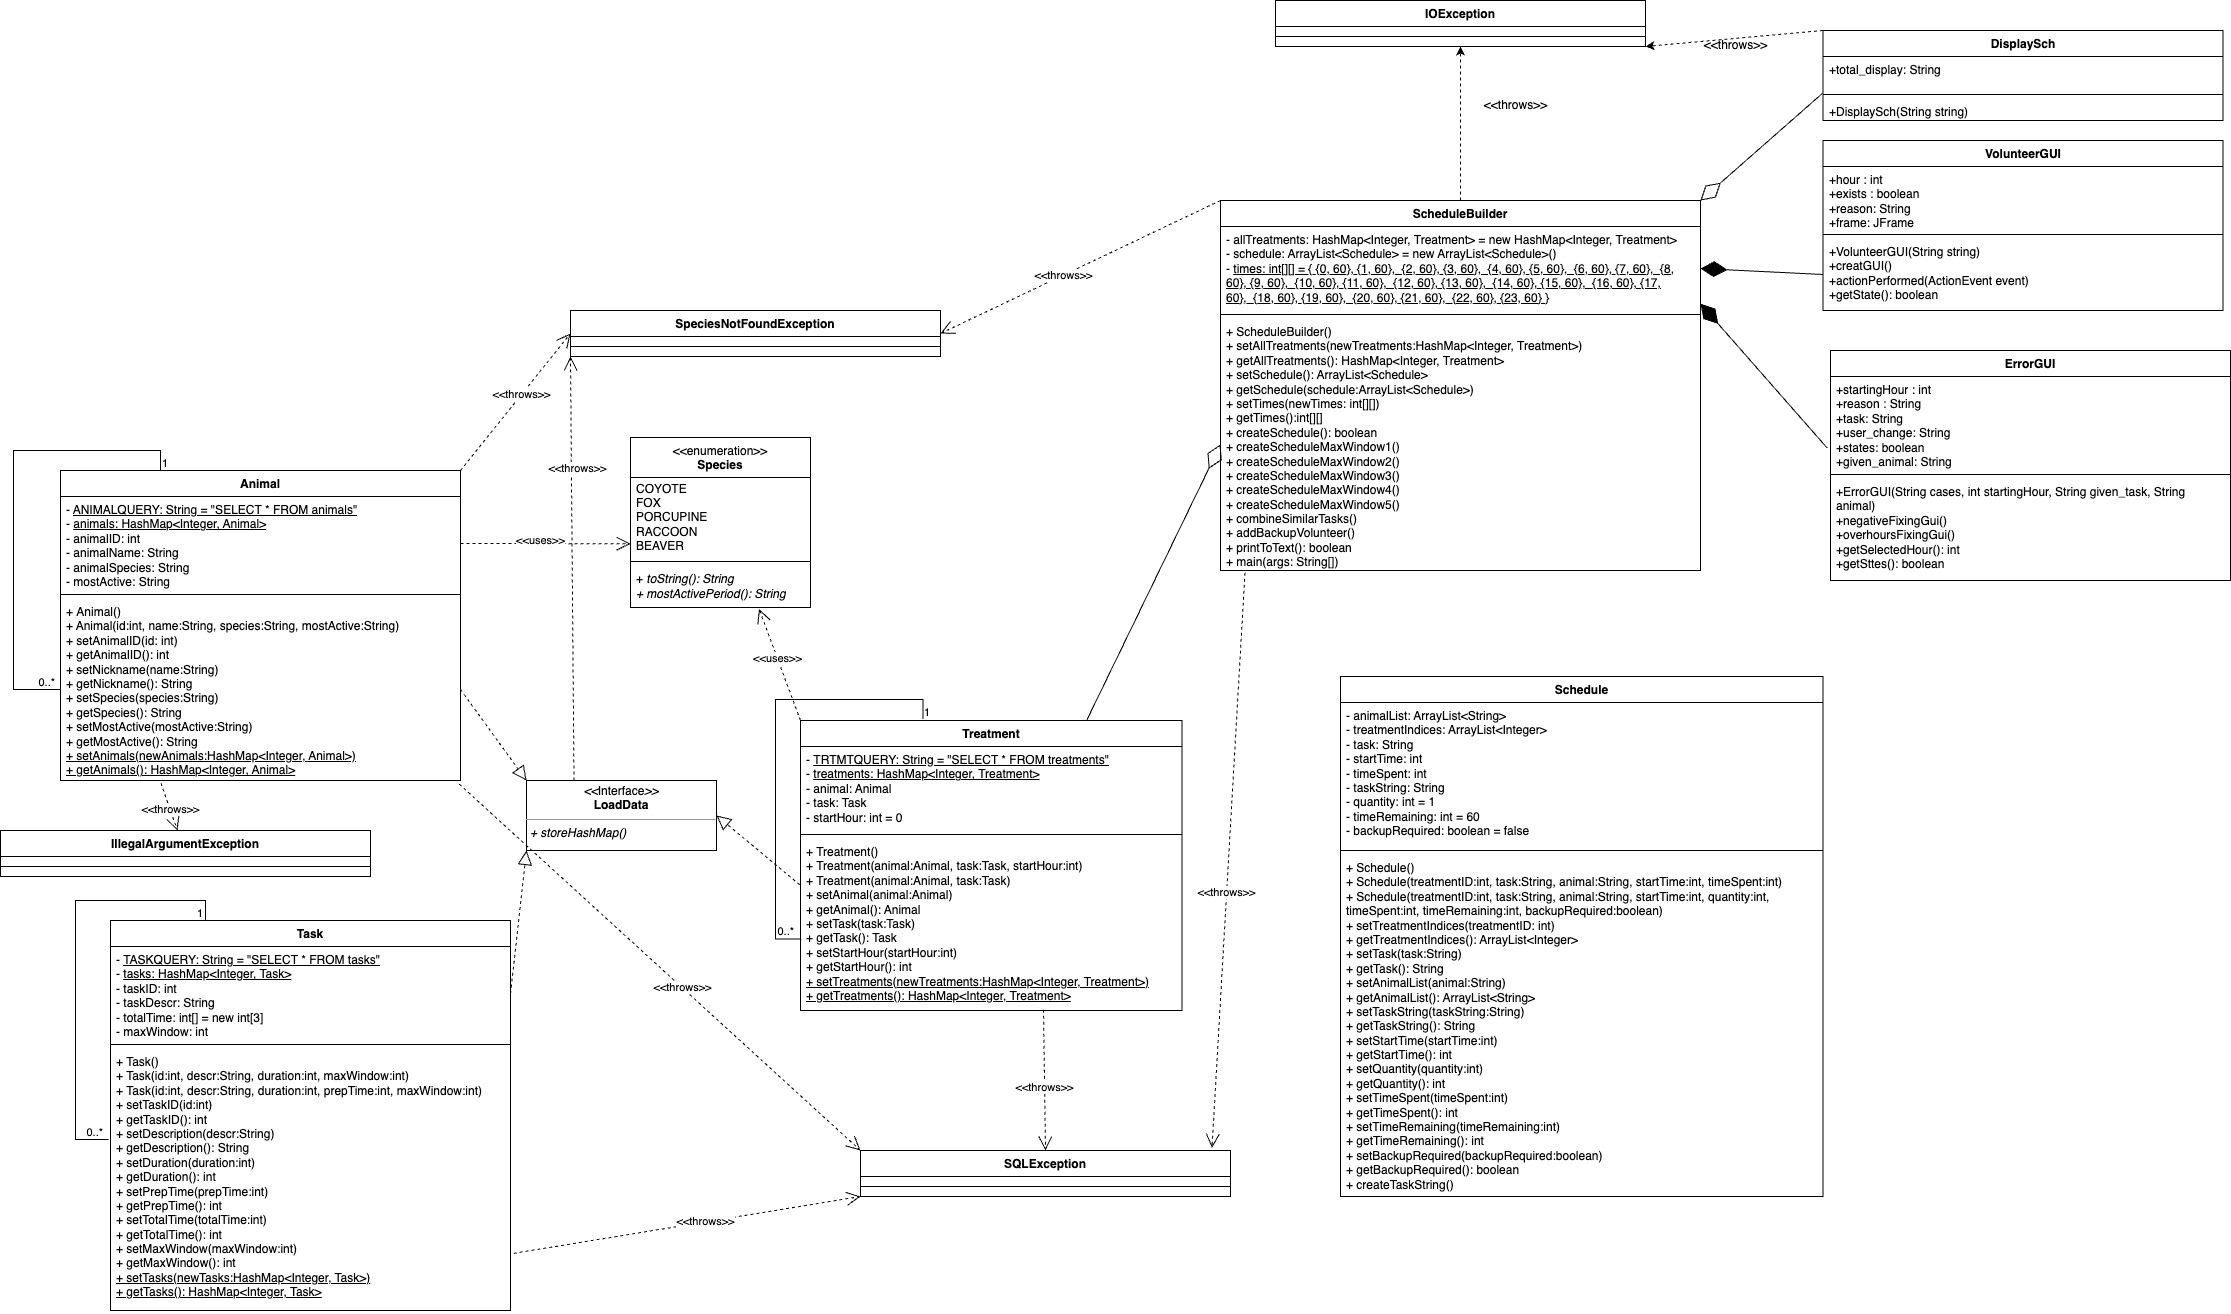 IOException
<<throws>>
DisplaySch
+total_display: String
+DisplaySch(String string)
<<throws>>
VolunteerGUI
+hour : int
+exists : boolean
+reason: String
+frame: JFrame
+VolunteerGUI(String string)
+creatGUI()
+actionPerformed(ActionEvent event)
+getState(): boolean
ScheduleBuilder
- allTreatments: HashMap<Integer, Treatment> = new HashMap<Integer, Treatment>
- schedule: ArrayList<Schedule> = new ArrayList<Schedule>()
- times: int[][] = { {0, 60}, {1, 60},  {2, 60}, {3, 60},  {4, 60}, {5, 60},  {6, 60}, {7, 60},  {8,
60}, {9, 60},  {10, 60}, {11, 60},  {12, 60}, {13, 60},  {14, 60}, {15, 60},  {16, 60}, {17,
60},  {18, 60}, {19, 60},  {20, 60}, {21, 60},  {22, 60}, {23, 60} }
+ ScheduleBuilder()
+ setAllTreatments(newTreatments:HashMap<Integer, Treatment>)
+ getAllTreatments(): HashMap<Integer, Treatment>
+ setSchedule(): ArrayList<Schedule>
+ getSchedule(schedule:ArrayList<Schedule>)
+ setTimes(newTimes: int[][])
+ getTimes():int[][]
+ createSchedule(): boolean
+ createScheduleMaxWindow1()
+ createScheduleMaxWindow2()
+ createScheduleMaxWindow3()
+ createScheduleMaxWindow4()
+ createScheduleMaxWindow5()
+ combineSimilarTasks()
+ addBackupVolunteer()
+ printToText(): boolean
+ main(args: String[])
<<throws>>
SpeciesNotFoundException
ErrorGUI
+startingHour : int
+reason : String
+task: String
+user_change: String
+states: boolean
+given_animal: String
+ErrorGUI(String cases, int startingHour, String given_task, String
animal)
+negativeFixingGui()
+overhoursFixingGui()
+getSelectedHour(): int
+getSttes(): boolean
<<throws>>
<<throws>>
<<enumeration>>
Species
COYOTE
FOX
PORCUPINE
RACCOON
BEAVER
+ toString(): String
+ mostActivePeriod(): String
<<uses>>
<<uses>>
1
Animal
- ANIMALQUERY: String = "SELECT * FROM animals"
- animals: HashMap<Integer, Animal>
- animalID: int
- animalName: String
- animalSpecies: String
- mostActive: String
+ Animal()
+ Animal(id:int, name:String, species:String, mostActive:String)
+ setAnimalID(id: int)
+ getAnimalID(): int
+ setNickname(name:String)
+ getNickname(): String
+ setSpecies(species:String)
+ getSpecies(): String
+ setMostActive(mostActive:String)
+ getMostActive(): String
+ setAnimals(newAnimals:HashMap<Integer, Animal>)
+ getAnimals(): HashMap<Integer, Animal>
0..*
<<throws>>
IllegalArgumentException
<<Interface>>
LoadData
+ storeHashMap()
1
Treatment
- TRTMTQUERY: String = "SELECT * FROM treatments"
- treatments: HashMap<Integer, Treatment>
- animal: Animal
- task: Task
- startHour: int = 0
+ Treatment()
+ Treatment(animal:Animal, task:Task, startHour:int)
+ Treatment(animal:Animal, task:Task)
+ setAnimal(animal:Animal)
+ getAnimal(): Animal
+ setTask(task:Task)
+ getTask(): Task
+ setStartHour(startHour:int)
+ getStartHour(): int
+ setTreatments(newTreatments:HashMap<Integer, Treatment>)
+ getTreatments(): HashMap<Integer, Treatment>
0..*
<<throws>>
Schedule
- animalList: ArrayList<String>
- treatmentIndices: ArrayList<Integer>
- task: String
- startTime: int
- timeSpent: int
- taskString: String
- quantity: int = 1
- timeRemaining: int = 60
- backupRequired: boolean = false
+ Schedule()
+ Schedule(treatmentID:int, task:String, animal:String, startTime:int, timeSpent:int)
+ Schedule(treatmentID:int, task:String, animal:String, startTime:int, quantity:int,
timeSpent:int, timeRemaining:int, backupRequired:boolean)
+ setTreatmentIndices(treatmentID: int)
+ getTreatmentIndices(): ArrayList<Integer>
+ setTask(task:String)
+ getTask(): String
+ setAnimalList(animal:String)
+ getAnimalList(): ArrayList<String>
+ setTaskString(taskString:String)
+ getTaskString(): String
+ setStartTime(startTime:int)
+ getStartTime(): int
+ setQuantity(quantity:int)
+ getQuantity(): int
+ setTimeSpent(timeSpent:int)
+ getTimeSpent(): int
+ setTimeRemaining(timeRemaining:int)
+ getTimeRemaining(): int
+ setBackupRequired(backupRequired:boolean)
+ getBackupRequired(): boolean
+ createTaskString()
1
Task
- TASKQUERY: String = "SELECT * FROM tasks"
- tasks: HashMap<Integer, Task>
- taskID: int
- taskDescr: String
- totalTime: int[] = new int[3]
- maxWindow: int
+ Task()
+ Task(id:int, descr:String, duration:int, maxWindow:int)
+ Task(id:int, descr:String, duration:int, prepTime:int, maxWindow:int)
+ setTaskID(id:int)
+ getTaskID(): int
+ setDescription(descr:String)
+ getDescription(): String
+ setDuration(duration:int)
+ getDuration(): int
+ setPrepTime(prepTime:int)
+ getPrepTime(): int
+ setTotalTime(totalTime:int)
+ getTotalTime(): int
+ setMaxWindow(maxWindow:int)
+ getMaxWindow(): int
+ setTasks(newTasks:HashMap<Integer, Task>)
+ getTasks(): HashMap<Integer, Task>
0..*
<<throws>>
<<throws>>
<<throws>>
SQLException